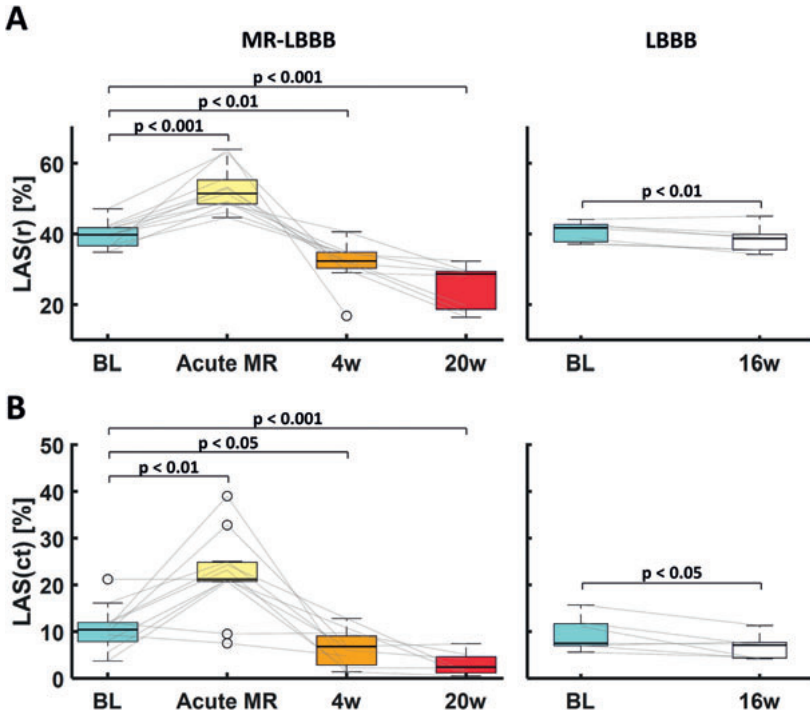 A
MR-LBBB
LBBB
p < 0.001
p < 0.01
p < 0.001
LAS(r) [%]
60
40
20
BL
Acute MR
4w
20w
p < 0.01
BL
16w
B
p < 0.001
p < 0.05
p < 0.01
LAS(ct) [%]
50
40
30
20
10
0
BL
Acute MR
4w
20w
p < 0.05
BL
16w